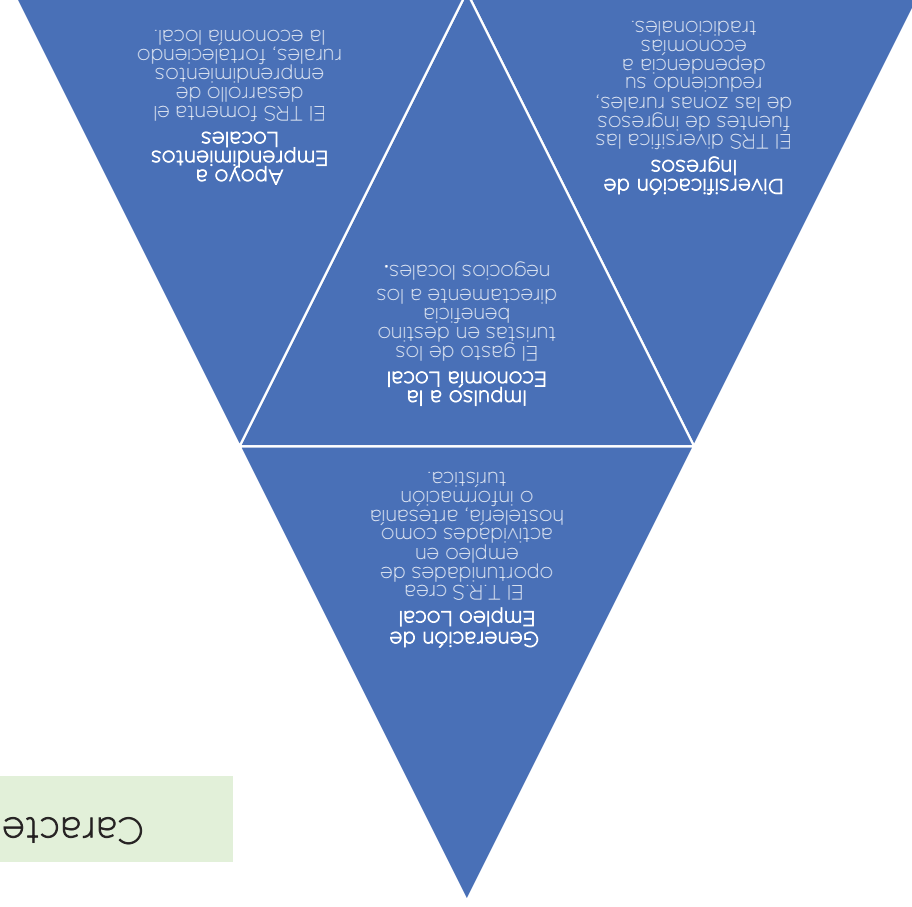 Caracte
Generación de
Empleo Local
El T.R.S crea
oportunidades de
empleo en
actividades como
hostelería, artesanía
o información
turística.
Diversificación de
Ingresos
El TRS diversifica las
fuentes de ingresos
de las zonas rurales,
reduciendo su
dependencia a
economías
tradicionales.
Impulso a la
Economía Local
El gasto de los
turistas en destino
beneficia
directamente a los
negocios locales.
Apoyo a
Emprendimientos
Locales
El TRS fomenta el
desarrollo de
emprendimientos
rurales, fortaleciendo
la economía local.